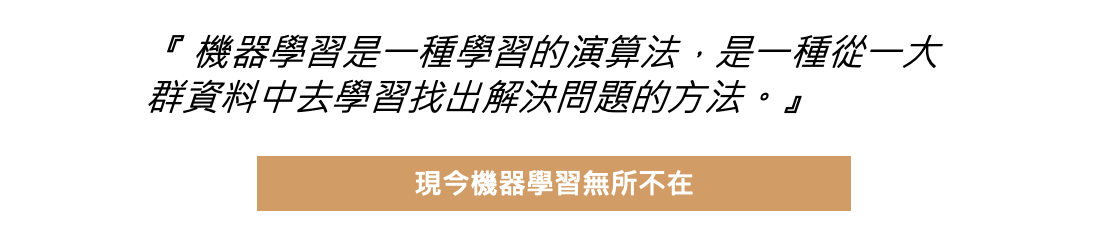 『 機器學習是一種學習的演算法，是一種從一大
群資料中去學習找出解決問題的方法。』
現今機器學習無所不在